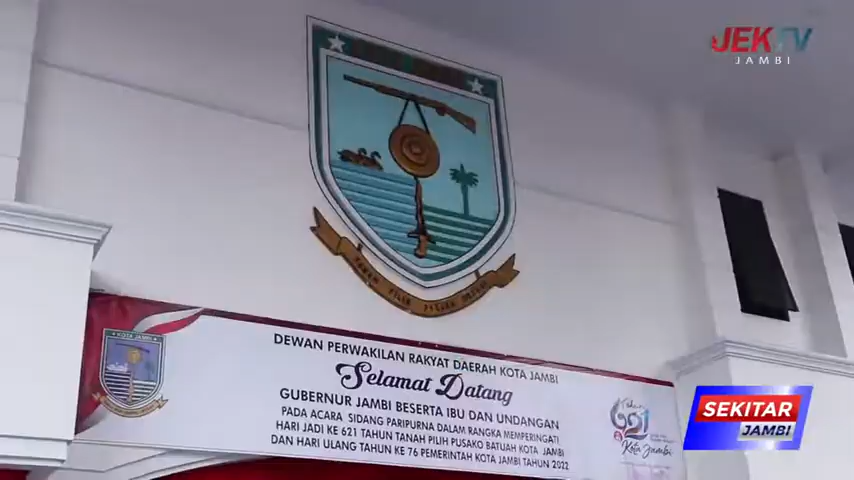 JEKTV
JAMBI
TANAH PILIH PUSAKO BATUAH
KOTA JAMBI
DEWAN PERWAKILAN RAKYAT DAERAH KOTA JAMBI
Selamat Datang
GUBERNUR JAMBI BESERTA IBU DAN UNDANGAN
PADA ACARA SIDANG PARIPURNA DALAM RANGKA MEMPERINGATI
HARI JADI KE 621 TAHUN TANAH PILIH PUSAKO BATUAH KOTA JAMBI
DAN HARI ULANG TAHUN KE 76 PEMERINTAH KOTA JAMBI TAHUN 2022
Tahun
621
Kota Jambi
SEKITAR
JAMBI